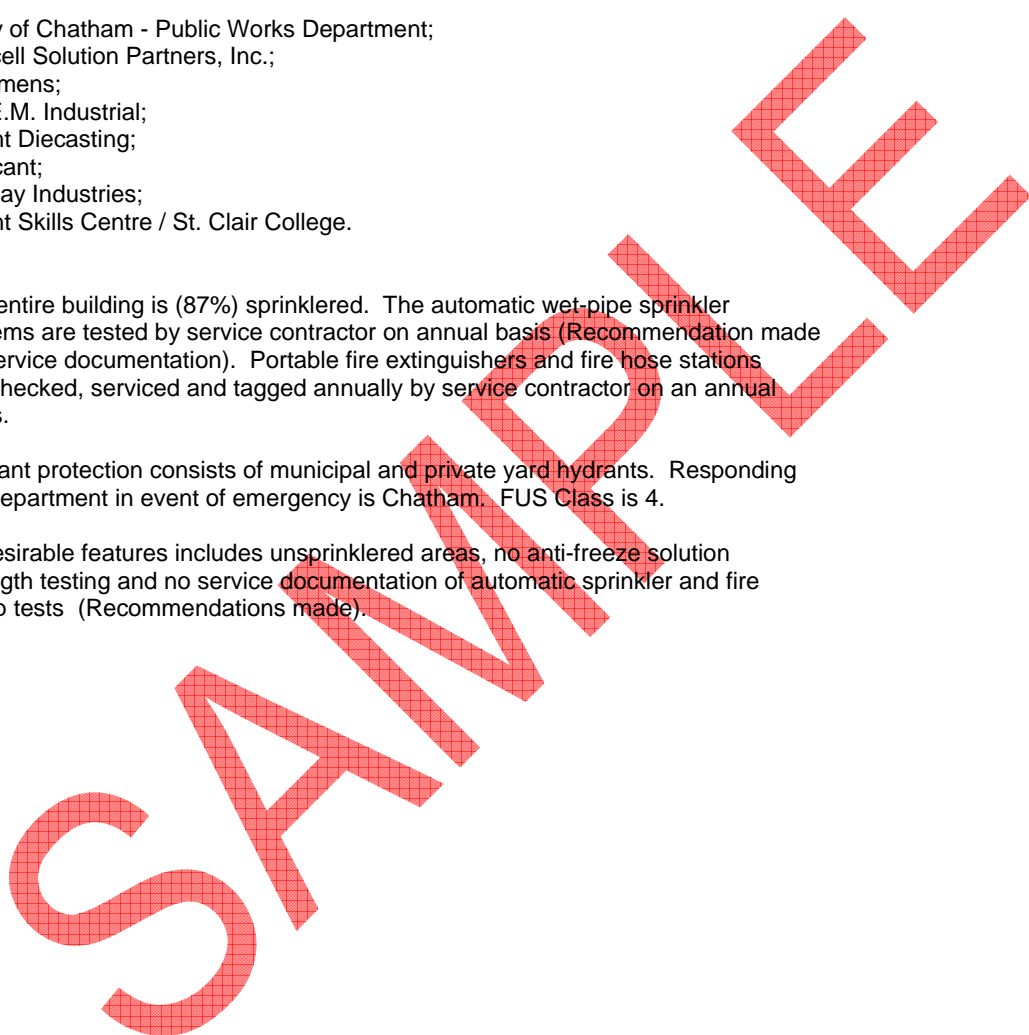 y of Chatham - Public Works Department;
cell Solution Partners, Inc.;
mens;
E.M. Industrial;
nt Diecasting;
cant;
ay Industries;
nt Skills Centre / St. Clair College.
entire building is (87%) sprinklered. The automatic wet-pipe sprinkler
ems are tested by service contractor on annual basis (Recommendation made
ervice documentation). Portable fire extinguishers and fire hose stations
hecked, serviced and tagged annually by service contractor on an annual
s.
ant protection consists of municipal and private yard hydrants. Responding
epartment in event of emergency is Chatham. FUS Class is 4.
esirable features includes unsprinklered areas, no anti-freeze solution
gth testing and no service documentation of automatic sprinkler and fire
p tests (Recommendations made).
SAMPLE